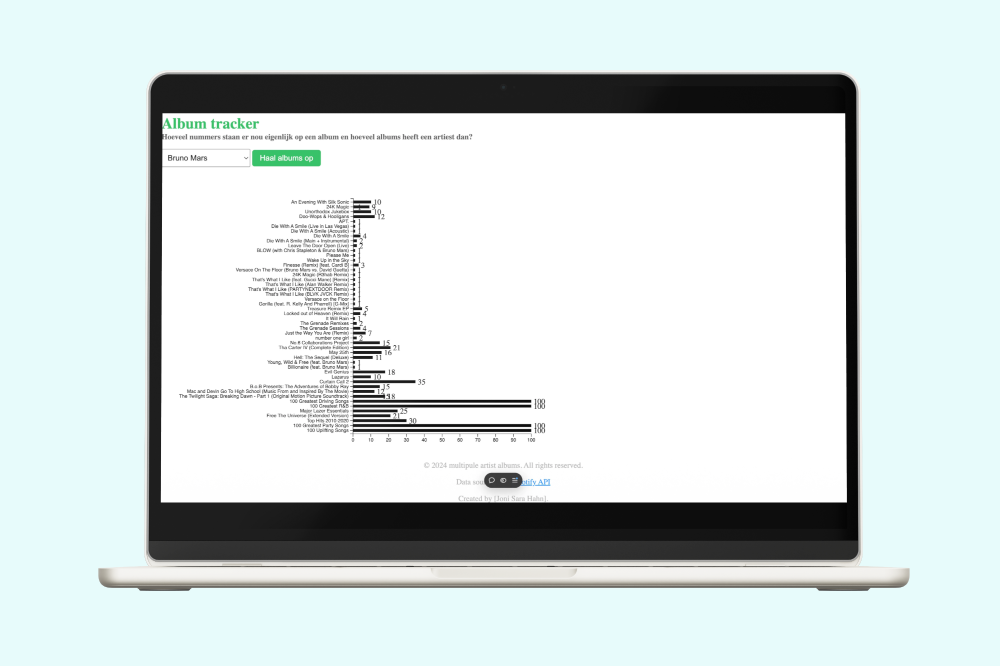 Album tracker
Hoeveel nummers staan er nou eigenlijk op een album en hoeveel albums heeft een artiest dan?
Bruno Mars
Haal albums op
An Evening With Silk Sonic 10
24K Magic 9
Unorthodox Jukebox 10
Doo-Wops & Hooligans 12
APT. 1
Die With A Smile (Live in Las Vegas) 1
Die With A Smile (Acoustic) 1
Die With A Smile 4
Die With A Smile (Main + Instrumental) 2
Leave The Door Open (Live) 2
BLOW (with Chris Stapleton & Bruno Mars) 1
Please Me 1
Wake Up in the Sky 1
Finesse (Remix) [feat. Cardi B] 3
Versace On The Floor (Bruno Mars vs. David Guetta) 1
24K Magic (R3hab Remix) 1
That's What I Like (feat. Gucci Mane) [Remix] 1
That's What I Like (Alan Walker Remix) 1
That's What I Like (PARTYNEXTDOOR Remix) 1
That's What I Like (BLVK JVCK Remix) 1
Versace on the Floor 1
Gorilla (feat. R. Kelly And Pharrell) [G-Mix] 1
Treasure Remix EP 5
Locked out of Heaven (Remix) 4
It Will Rain 1
The Grenade Remixes 2
The Grenade Sessions 4
Just the Way You Are (Remix) 7
number one girl 2
No.6 Collaborations Project 15
Tha Carter IV (Complete Edition) 21
May 25th 16
Hell: The Sequel (Deluxe) 11
Young, Wild & Free (feat. Bruno Mars) 1
Billionaire (feat. Bruno Mars) 1
Evil Genius 18
Lazarus 10
Curtain Call 2 35
B.o.B Presents: The Adventures of Bobby Ray 15
Mac and Devin Go To High School (Music From and Inspired By The Movie) 12
The Twilight Saga: Breaking Dawn - Part 1 (Original Motion Picture Soundtrack) 18
100 Greatest Driving Songs 100
100 Greatest R&B 100
Major Lazer Essentials 25
Free The Universe (Extended Version) 21
Top Hits 2010-2020 30
100 Greatest Party Songs 100
100 Uplifting Songs 100
0 10 20 30 40 50 60 70 80 90 100
© 2024 multipale artist albums. All rights reserved.
Data otify API
Created by [Joni Sara Hahn].